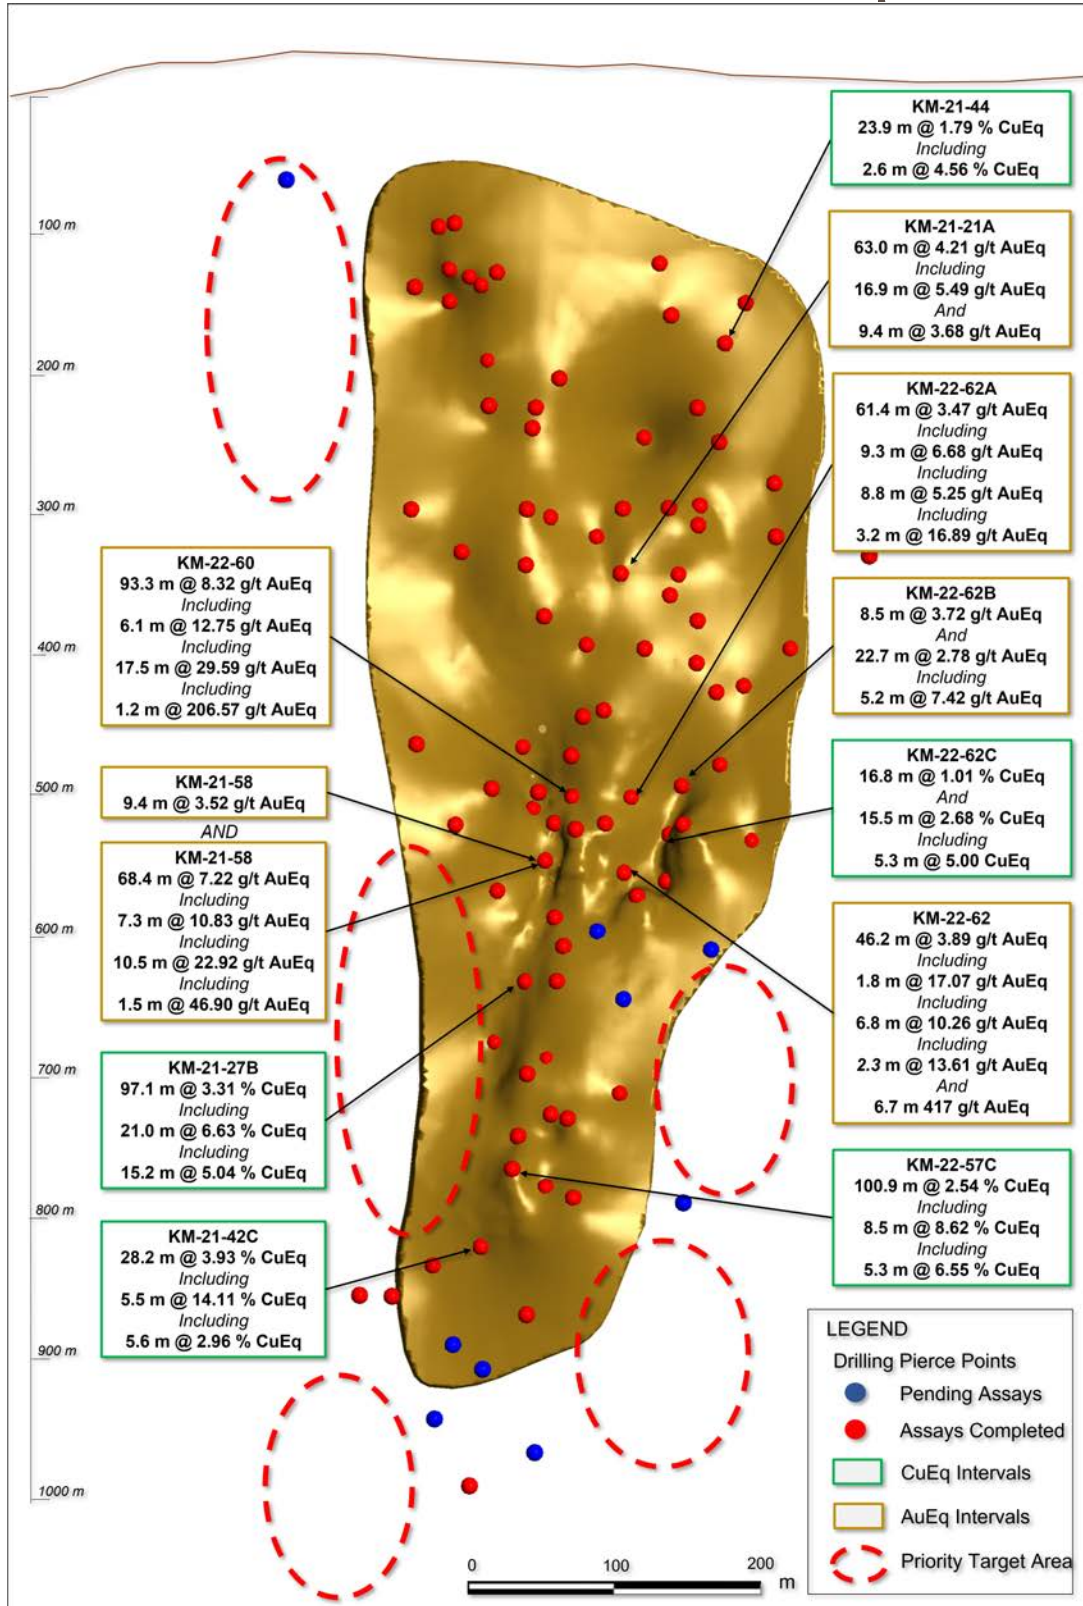 KM-21-44
23.9 m @ 1.79 % CuEq
Including
2.6 m @ 4.56 % CuEq
100 m
KM-21-21A
63.0 m @ 4.21 g/t AuEq
Including
16.9 m @ 5.49 g/t AuEq
And
9.4 m @ 3.68 g/t AuEq
200 m
KM-22-62A
61.4 m @ 3.47 g/t AuEq
Including
9.3 m @ 6.68 g/t AuEq
Including
8.8 m @ 5.25 g/t AuEq
Including
3.2 m @ 16.89 g/t AuEq
300 m
KM-22-60
93.3 m @ 8.32 g/t AuEq
Including
6.1 m @ 12.75 g/t AuEq
Including
17.5 m @ 29.59 g/t AuEq
Including
1.2 m @ 206.57 g/t AuEq
KM-22-62B
8.5 m @ 3.72 g/t AuEq
And
22.7 m @ 2.78 g/t AuEq
Including
5.2 m @ 7.42 g/t AuEq
400 m
KM-22-62C
16.8 m @ 1.01 % CuEq
And
15.5 m @ 2.68 % CuEq
Including
5.3 m @ 5.00 CuEq
500 m
KM-21-58
9.4 m @ 3.52 g/t AuEq
AND
KM-21-58
68.4 m @ 7.22 g/t AuEq
Including
7.3 m @ 10.83 g/t AuEq
Including
10.5 m @ 22.92 g/t AuEq
Including
1.5 m @ 46.90 g/t AuEq
600 m
KM-22-62
46.2 m @ 3.89 g/t AuEq
Including
1.8 m @ 17.07 g/t AuEq
Including
6.8 m @ 10.26 g/t AuEq
Including
2.3 m @ 13.61 g/t AuEq
And
6.7 m 417 g/t AuEq
KM-21-27B
97.1 m @ 3.31 % CuEq
Including
21.0 m @ 6.63 % CuEq
Including
15.2 m @ 5.04 % CuEq
700 m
KM-22-57C
100.9 m @ 2.54 % CuEq
Including
8.5 m @ 8.62 % CuEq
Including
5.3 m @ 6.55 % CuEq
800 m
KM-21-42C
28.2 m @ 3.93 % CuEq
Including
5.5 m @ 14.11 % CuEq
Including
5.6 m @ 2.96 % CuEq
900 m
1000 m
LEGEND
Drilling Pierce Points
Pending Assays
Assays Completed
CuEq Intervals
AuEq Intervals
Priority Target Area
0 100 200
m